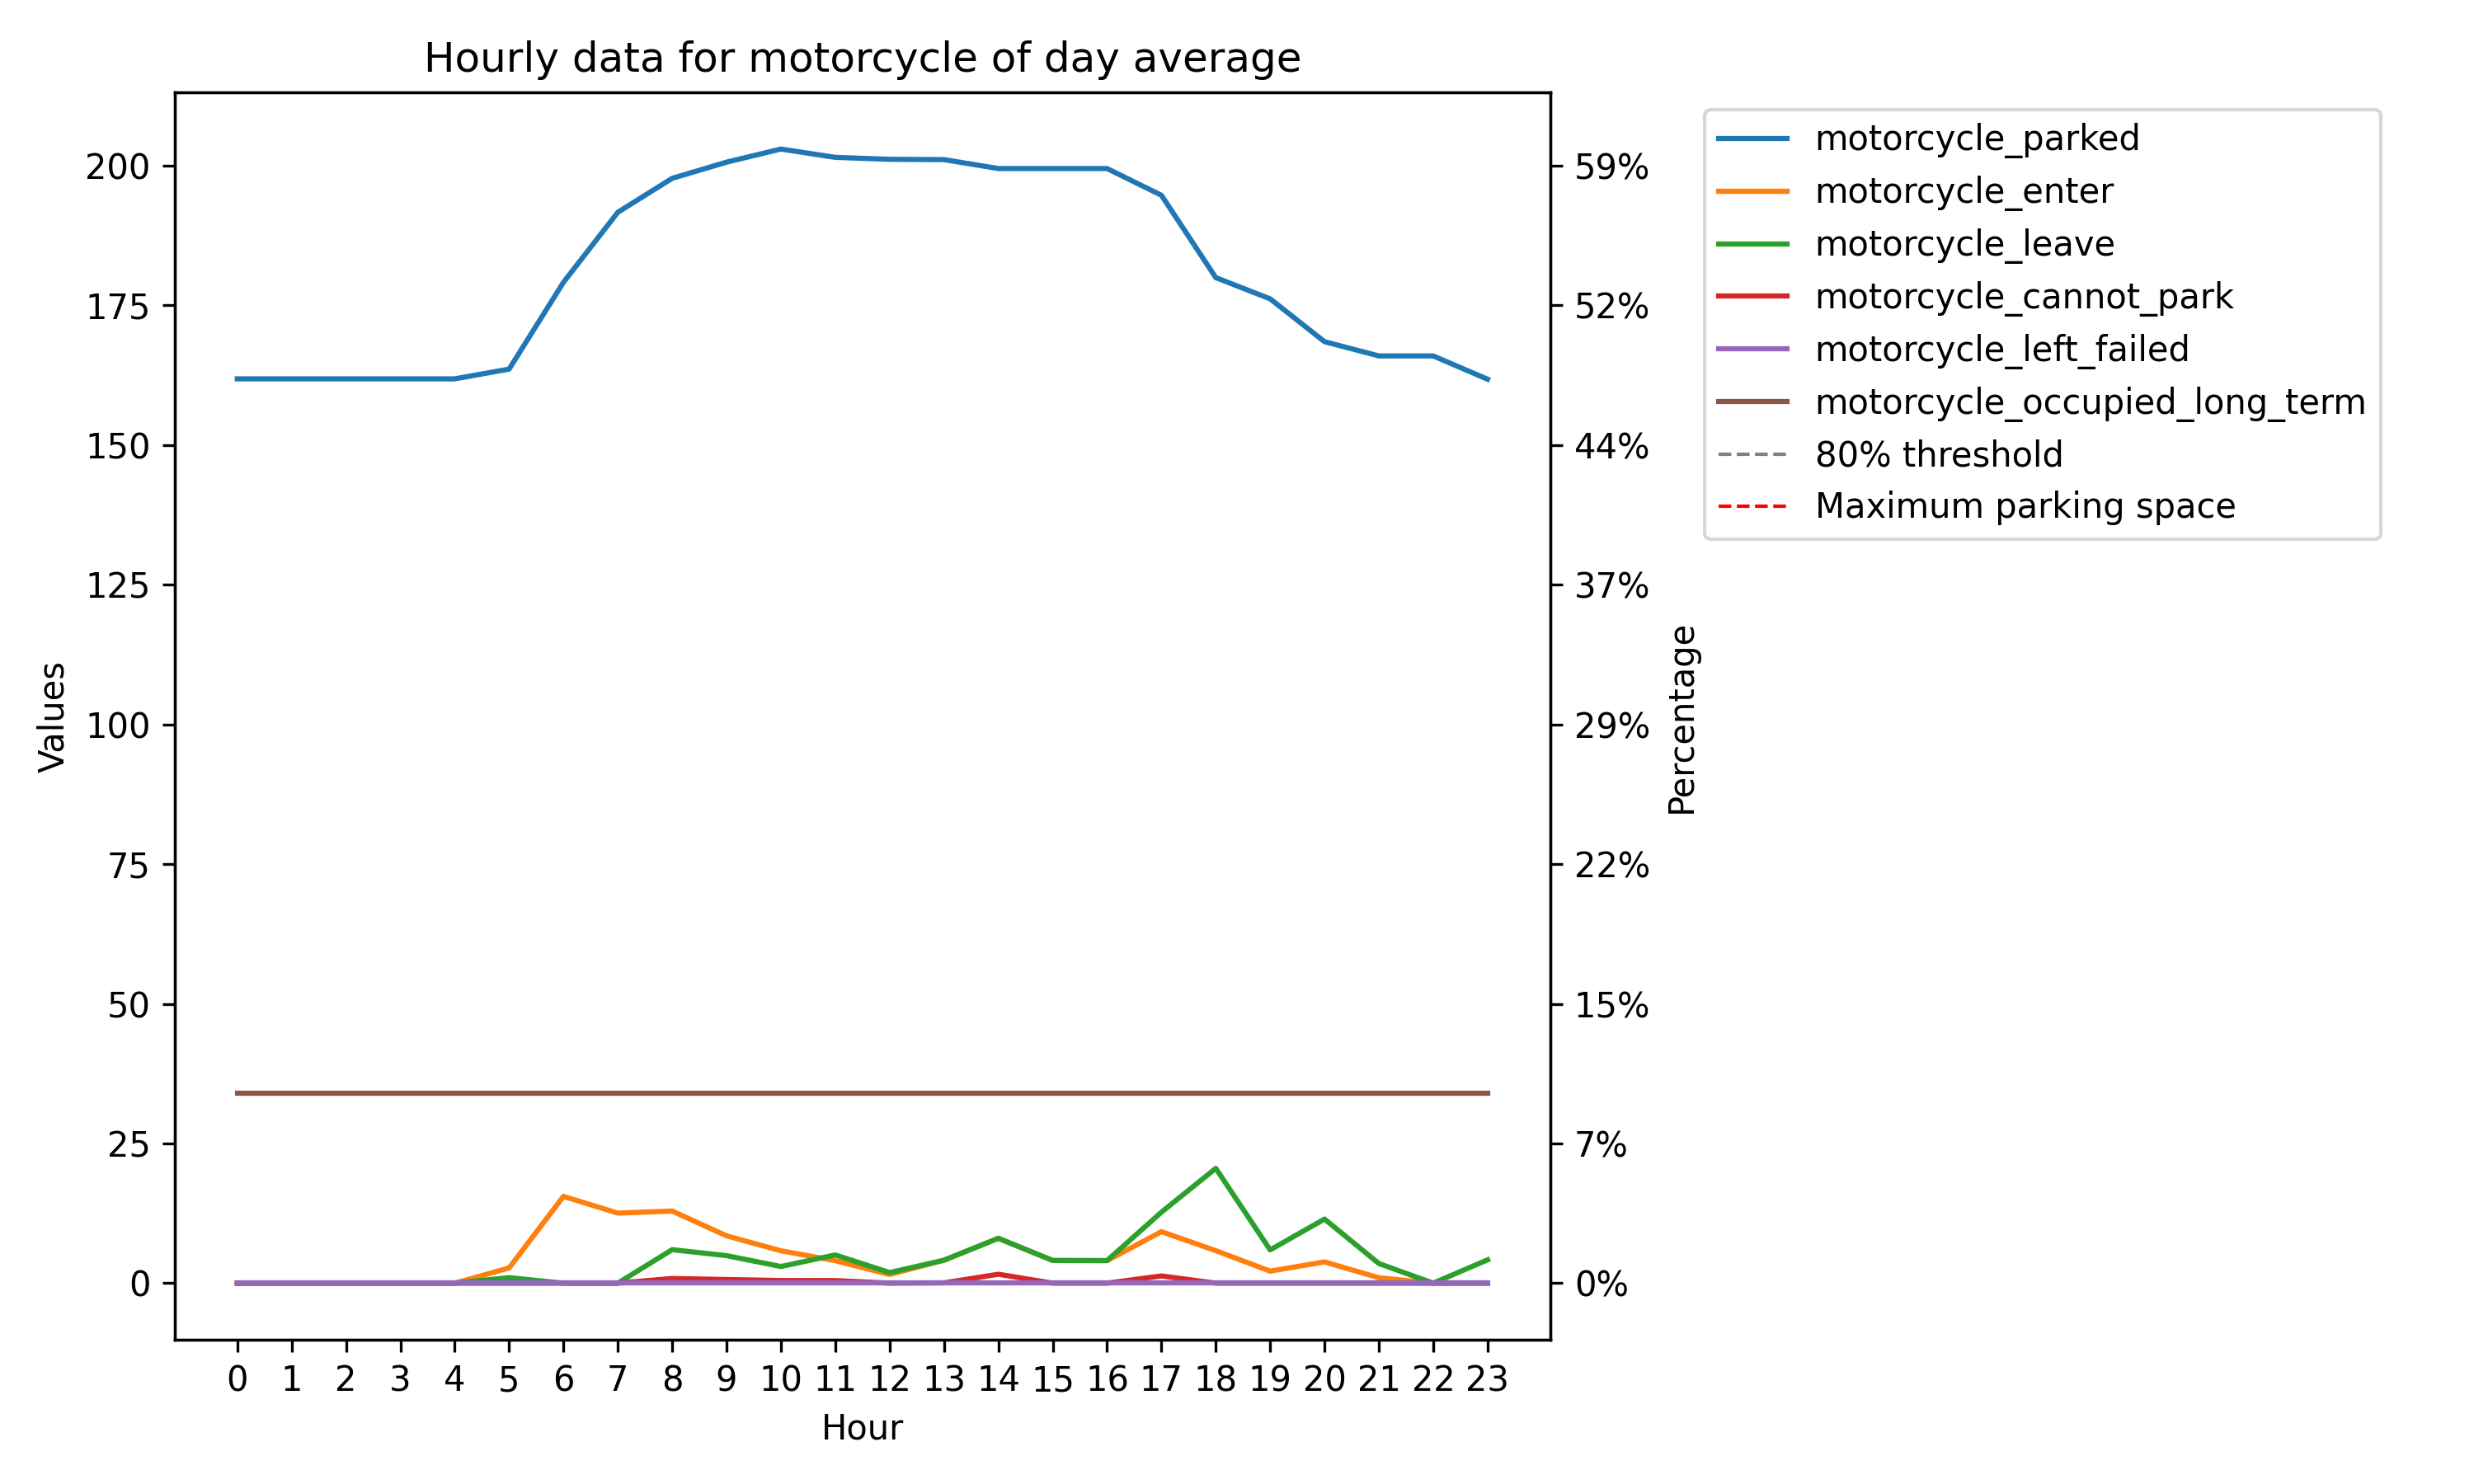 Hourly data for motorcycle of day average
200
175
150
125
100
75
50
25
0
Values
59%
52%
44%
37%
29%
22%
15%
7%
0%
Percentage
0 1 2 3 4 5 6 7 8 9 10 11 12 13 14 15 16 17 18 19 20 21 22 23
Hour
motorcycle_parked
motorcycle_enter
motorcycle_leave
motorcycle_cannot_park
motorcycle_left_failed
motorcycle_occupied_long_term
80% threshold
Maximum parking space